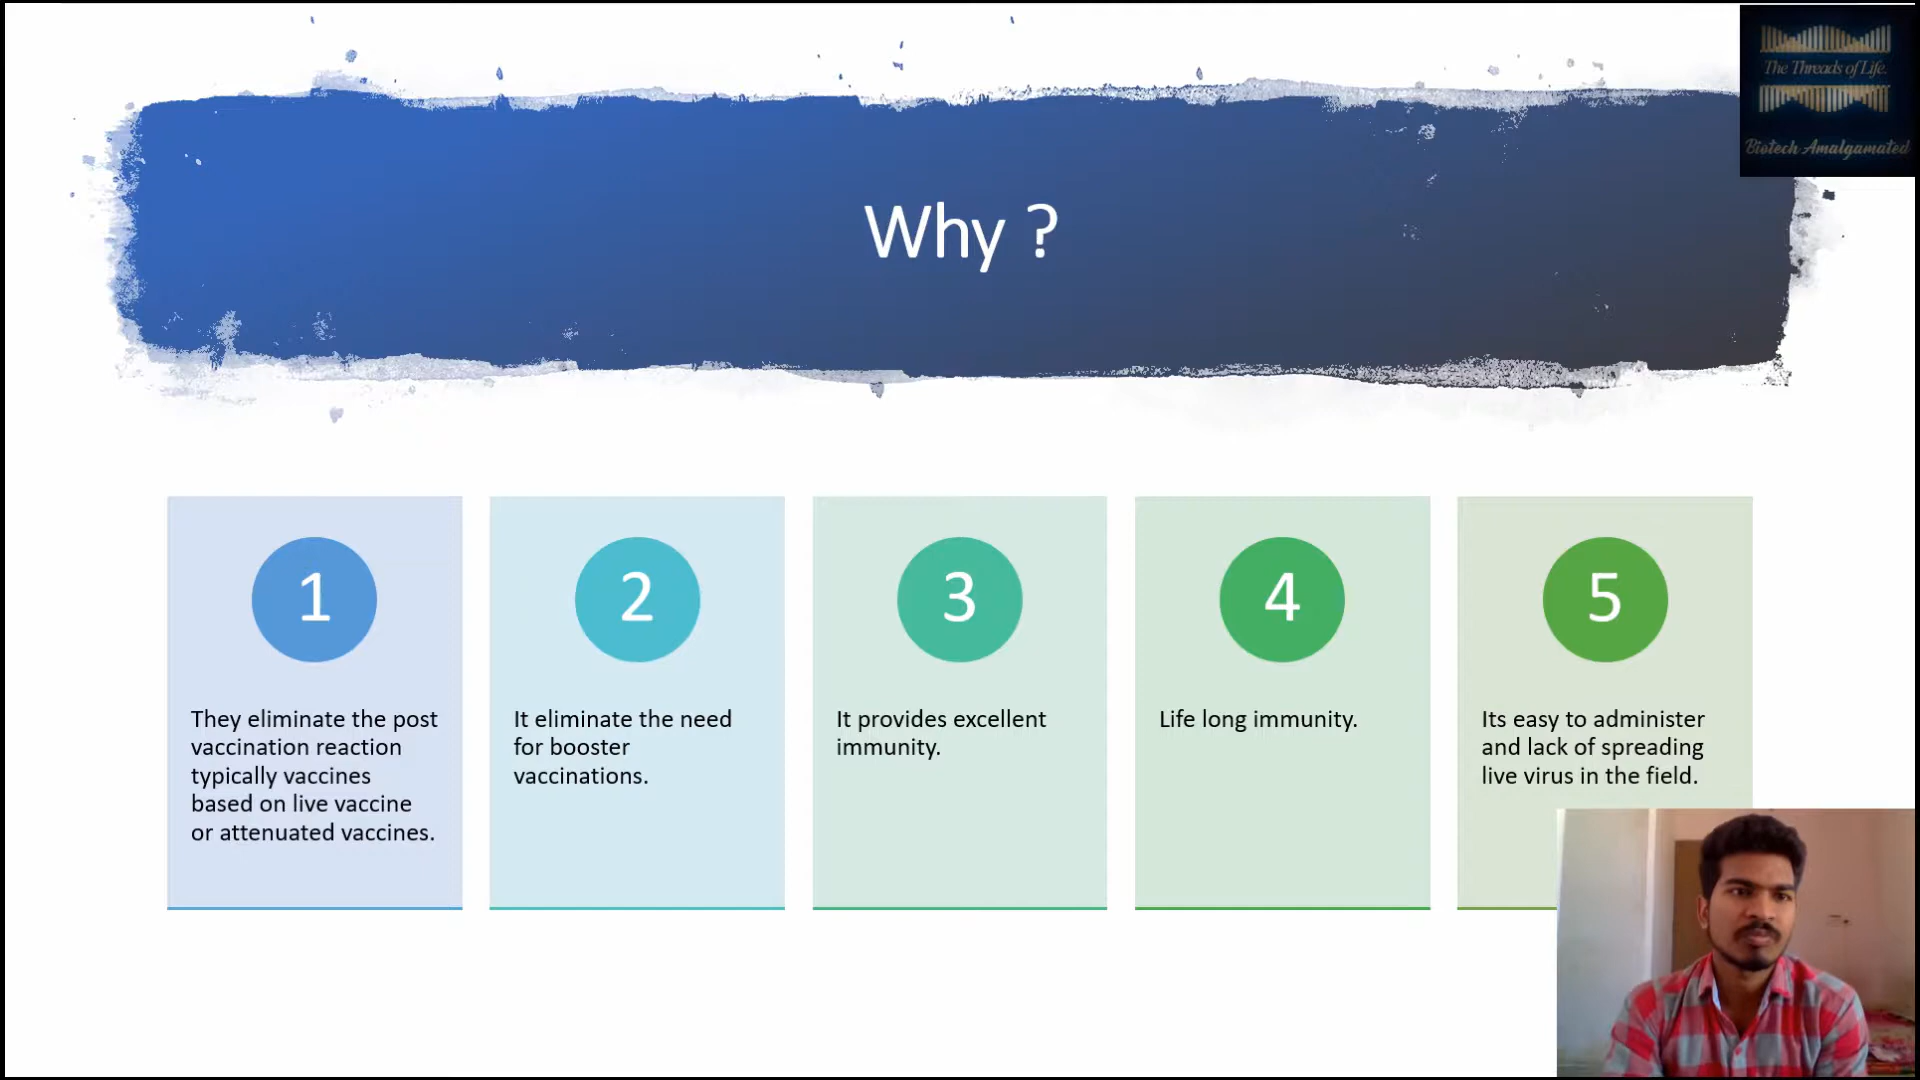 The Threads of Life.
Biotech Amalgamated
Why ?
1
They eliminate the post
vaccination reaction
typically vaccines
based on live vaccine
or attenuated vaccines.
2
It eliminate the need
for booster
vaccinations.
3
It provides excellent
immunity.
4
Life long immunity.
5
Its easy to administer
and lack of spreading
live virus in the field.